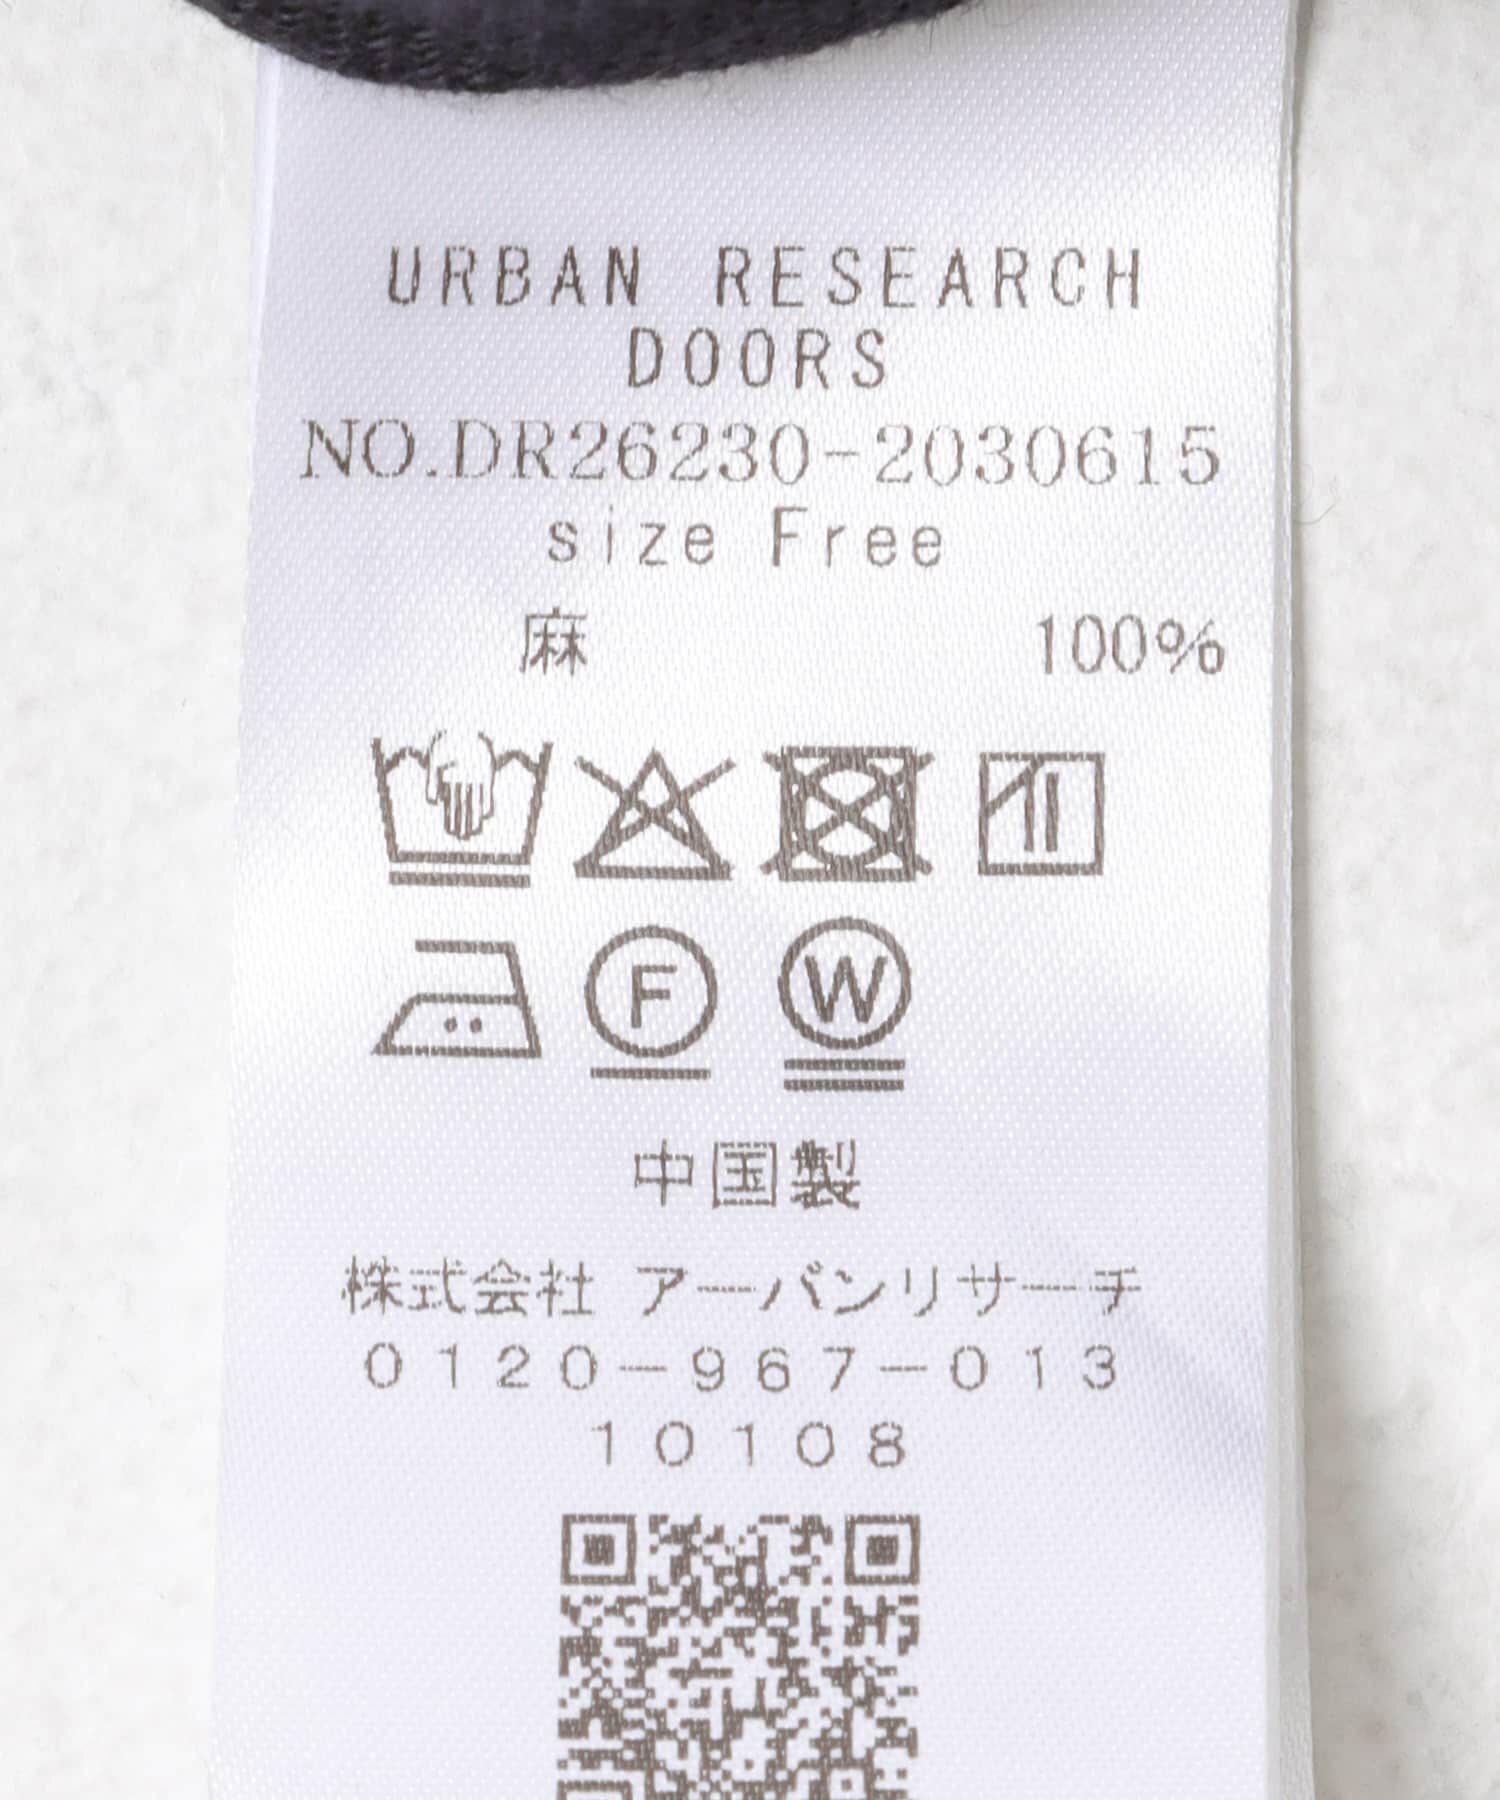 URBAN RESEARCH
DOORS
NO.DR26230-2030615
size Free
麻 100%
F W
中国製
株式会社 アーバンリサーチ
0120-967-013
10108